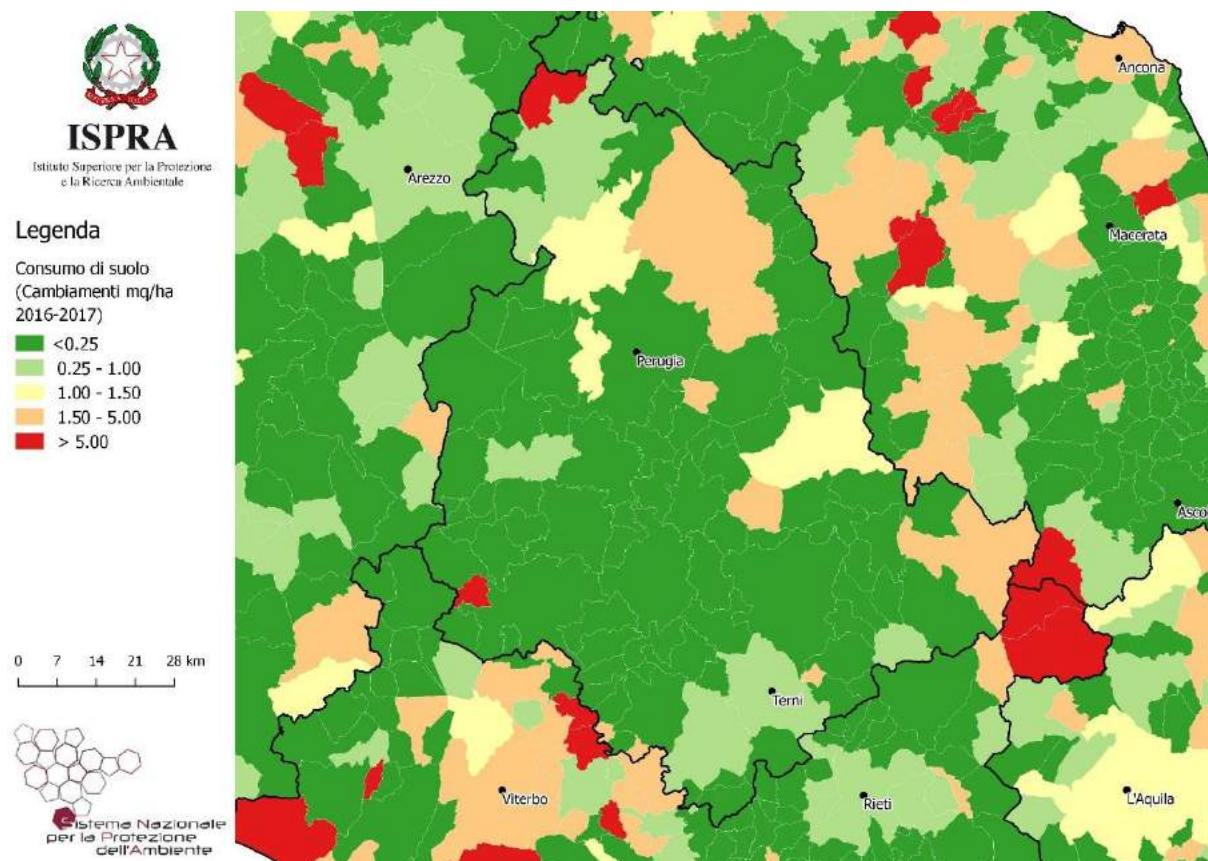 ISPRA
Istituto Superiore per la Protezione
e la Ricerca Ambientale
Legenda
Consumo di suolo
(Cambiamenti mq/ha
2016-2017)
<0.25
0.25 - 1.00
1.00 - 1.50
1.50 - 5.00
> 5.00
0 7 14 21 28 km
Sistema Nazionale
per la Protezione
dell'Ambiente
Ancona
Arezzo
Macerata
Perugia
Asco
Terni
Viterbo
Rieti
L'Aquila